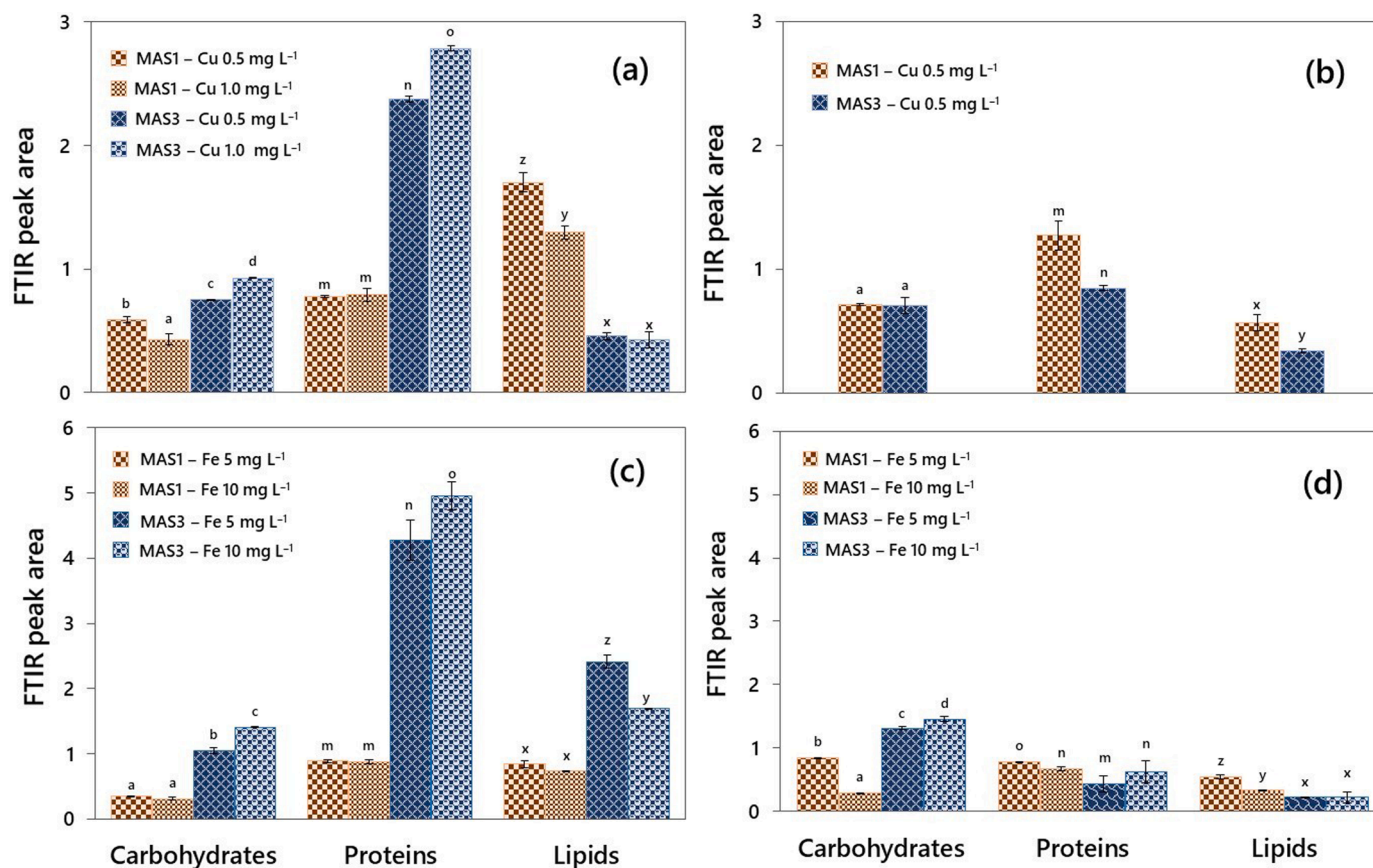 FTIR peak area
3
2
1
0
MAS1 – Cu 0.5 mg L⁻¹
MAS1 – Cu 1.0 mg L⁻¹
MAS3 – Cu 0.5 mg L⁻¹
MAS3 – Cu 1.0 mg L⁻¹
(a)
b
a
c
d
m
m
n
o
z
y
x
x
FTIR peak area
3
2
1
0
MAS1 – Cu 0.5 mg L⁻¹
MAS3 – Cu 0.5 mg L⁻¹
(b)
a
a
m
n
x
y
FTIR peak area
6
5
4
3
2
1
0
MAS1 – Fe 5 mg L⁻¹
MAS1 – Fe 10 mg L⁻¹
MAS3 – Fe 5 mg L⁻¹
MAS3 – Fe 10 mg L⁻¹
(c)
a
a
b
c
m
m
n
o
x
x
z
y
Carbohydrates
Proteins
Lipids
FTIR peak area
6
5
4
3
2
1
0
MAS1 – Fe 5 mg L⁻¹
MAS1 – Fe 10 mg L⁻¹
MAS3 – Fe 5 mg L⁻¹
MAS3 – Fe 10 mg L⁻¹
(d)
b
a
c
d
o
n
m
n
z
y
x
x
Carbohydrates
Proteins
Lipids